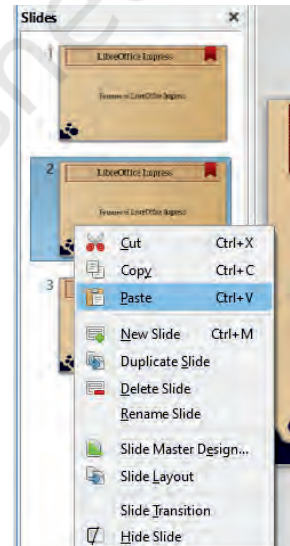 Slides ×
1
LibreOffice Impress
Features of LibreOffice Impress
2
LibreOffice Impress
Features of LibreOffice Impress
Cut Ctrl+X
Copy Ctrl+C
3
Paste Ctrl+V
New Slide Ctrl+M
Duplicate Slide
Delete Slide
Rename Slide
Slide Master Design...
Slide Layout
Slide Transition
Hide Slide